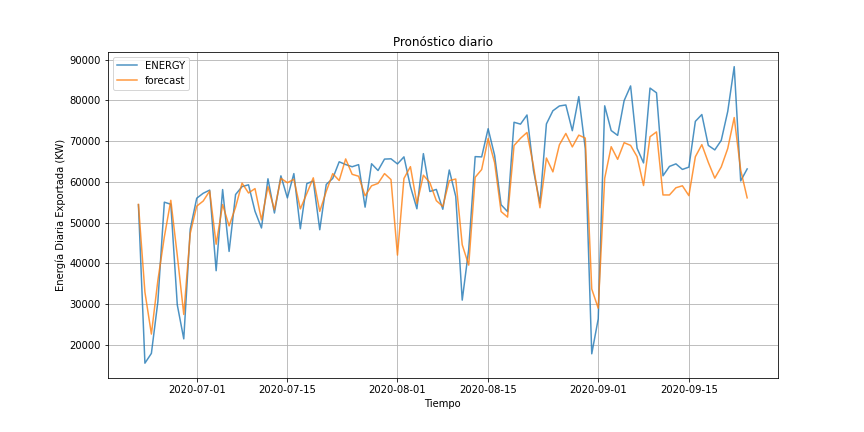 Pronóstico diario
ENERGY
forecast
Energía Diaria Exportada (KW)
90000
80000
70000
60000
50000
40000
30000
20000
2020-07-01
2020-07-15
2020-08-01
2020-08-15
2020-09-01
2020-09-15
Tiempo